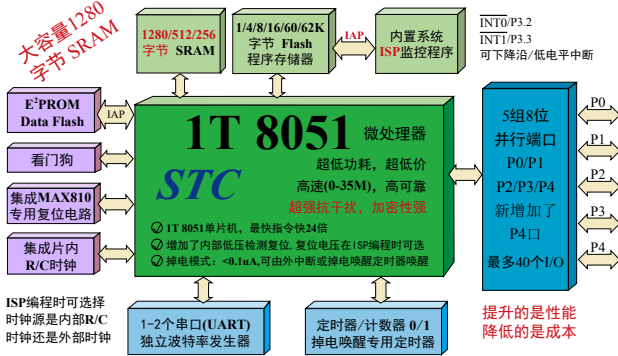 大容量1280
字节 SRAM
1280/512/256
字节 SRAM
1/4/8/16/60/62K
字节 Flash
程序存储器
IAP
内置系统
ISP监控程序
INT0/P3.2
INT1/P3.3
可下降沿/低电平中断
E²PROM
Data Flash
IAP
看门狗
集成MAX810
专用复位电路
集成片内
R/C时钟
1T 8051 微处理器
STC
超低功耗，超低价
高速(0-35M)，高可靠
超强抗干扰，加密性强
1T 8051单片机，最快指令快24倍
增加了内部低压检测复位,复位电压在ISP编程时可选
掉电模式：<0.1uA,可由外中断或掉电唤醒定时器唤醒
5组8位
并行端口
P0/P1
P2/P3/P4
新增加了
P4口
最多40个I/O
P0
P1
P2
P3
P4
ISP编程时可选择
时钟源是内部R/C
时钟还是外部时钟
1-2个串口(UART)
独立波特率发生器
定时器/计数器 0/1
掉电唤醒专用定时器
提升的是性能
降低的是成本